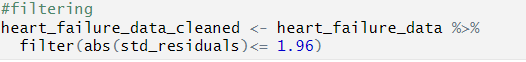 #filtering
heart_failure_data_cleaned <- heart_failure_data %>%
  filter(abs(std_residuals)<= 1.96)